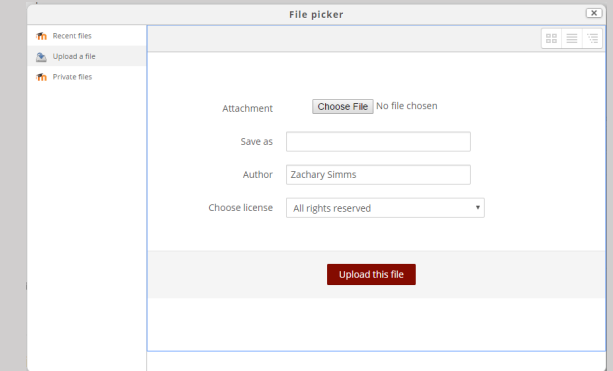 File picker
Recent files
Upload a file
Private files
Attachment Choose File No file chosen
Save as
Author Zachary Simms
Choose license All rights reserved
Upload this file